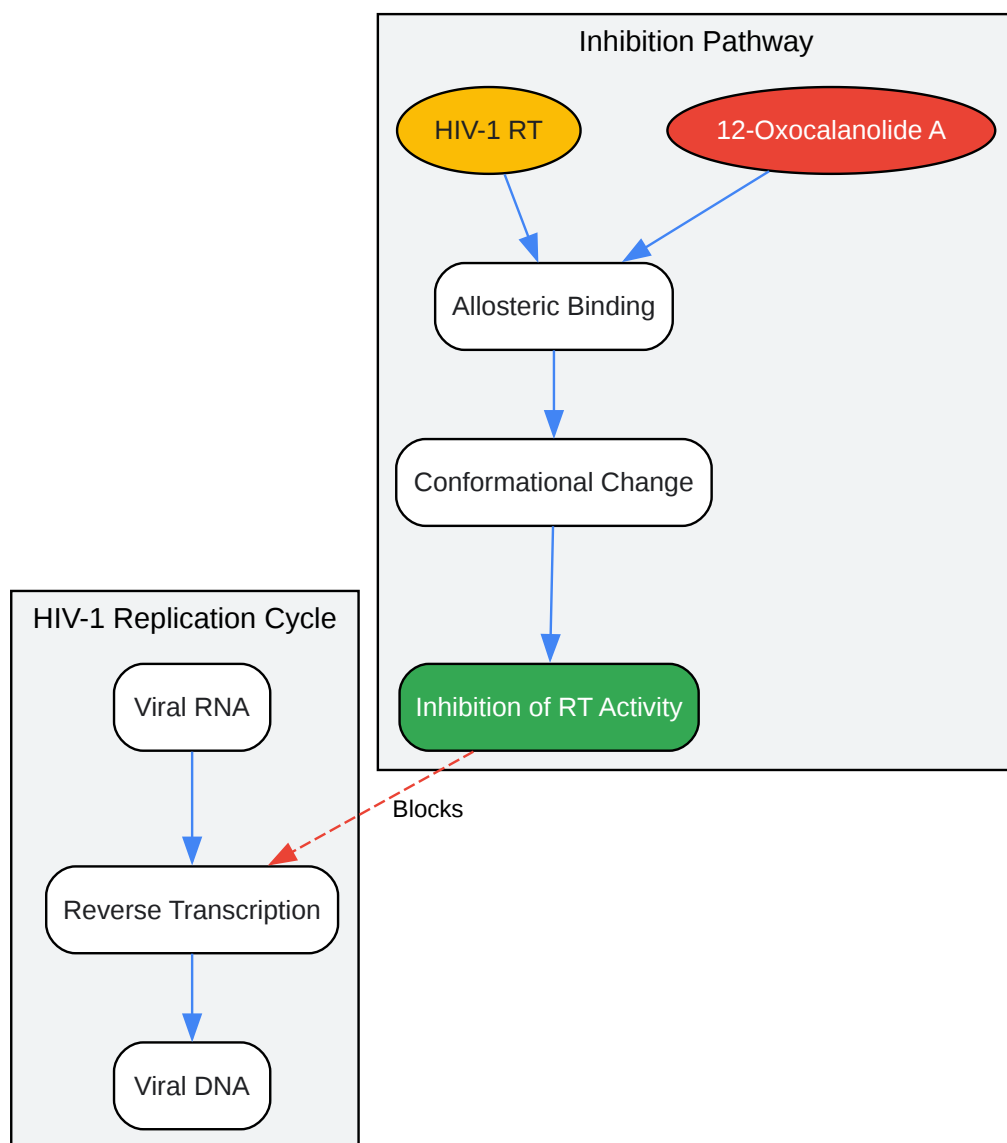 Inhibition Pathway
HIV-1 RT
12-Oxocalanolide A
Allosteric Binding
Conformational Change
Inhibition of RT Activity
Blocks
HIV-1 Replication Cycle
Viral RNA
Reverse Transcription
Viral DNA